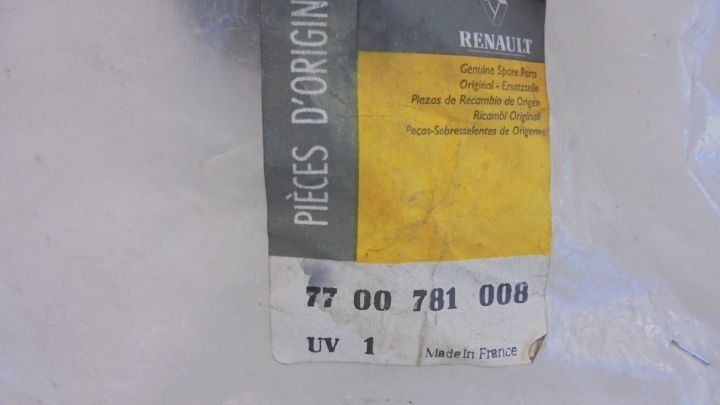 PIÈCES D'ORIGIN
RENAULT
Genuine Spare Parts
Original - Ersatzteile
Piezas de Recambio de Origen
Ricambi Originali
Peças-Sobresselentes de Origem
77 00 781 008
UV 1
Made in France